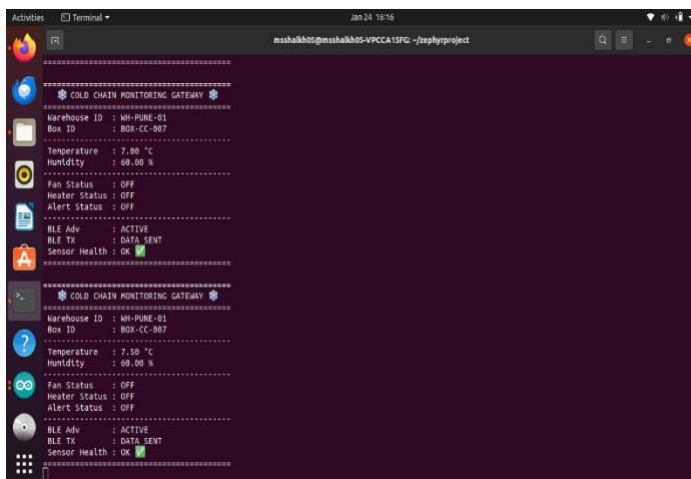 Activities Terminal Jan 24 16:16
msshaikh05@msshaikh05-VPCCA15FG: ~/zephyrproject
========================================
========================================
❄ COLD CHAIN MONITORING GATEWAY ❄
========================================
Warehouse ID : WH-PUNE-01
Box ID : BOX-CC-007
----------------------------------------
Temperature : 7.00 °C
Humidity : 60.00 %
----------------------------------------
Fan Status : OFF
Heater Status : OFF
Alert Status : OFF
----------------------------------------
BLE Adv : ACTIVE
BLE TX : DATA SENT
Sensor Health : OK ✅
========================================
========================================
❄ COLD CHAIN MONITORING GATEWAY ❄
========================================
Warehouse ID : WH-PUNE-01
Box ID : BOX-CC-007
----------------------------------------
Temperature : 7.50 °C
Humidity : 60.00 %
----------------------------------------
Fan Status : OFF
Heater Status : OFF
Alert Status : OFF
----------------------------------------
BLE Adv : ACTIVE
BLE TX : DATA SENT
Sensor Health : OK ✅
========================================